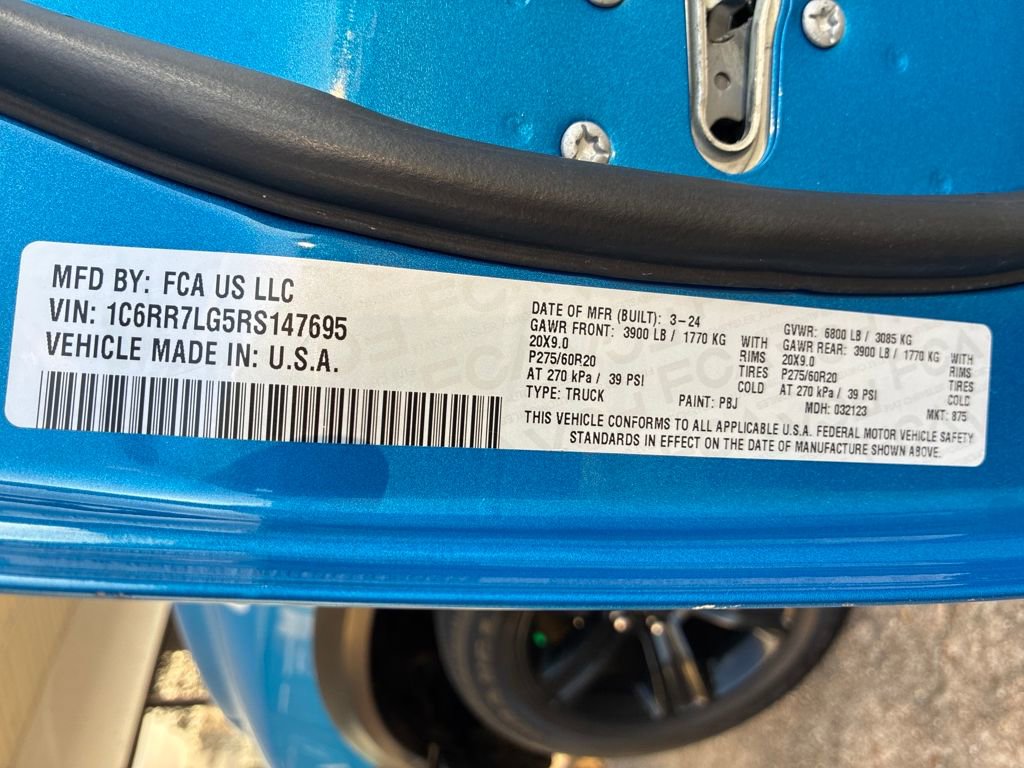 MFD BY: FCA US LLC
VIN: 1C6RR7LG5RS147695
VEHICLE MADE IN: U.S.A.
DATE OF MFR (BUILT): 3-24 GVWR: 6800 LB / 3085 KG
GAWR FRONT: 3900 LB / 1770 KG WITH GAWR REAR: 3900 LB / 1770 KG WITH
20X9.0 RIMS 20X9.0 RIMS
P275/60R20 TIRES P275/60R20 TIRES
AT 270 kPa / 39 PSI COLD AT 270 kPa / 39 PSI COLD
TYPE: TRUCK PAINT: PBJ MDH: 032123 MKT: 875
THIS VEHICLE CONFORMS TO ALL APPLICABLE U.S.A. FEDERAL MOTOR VEHICLE SAFETY
STANDARDS IN EFFECT ON THE DATE OF MANUFACTURE SHOWN ABOVE.